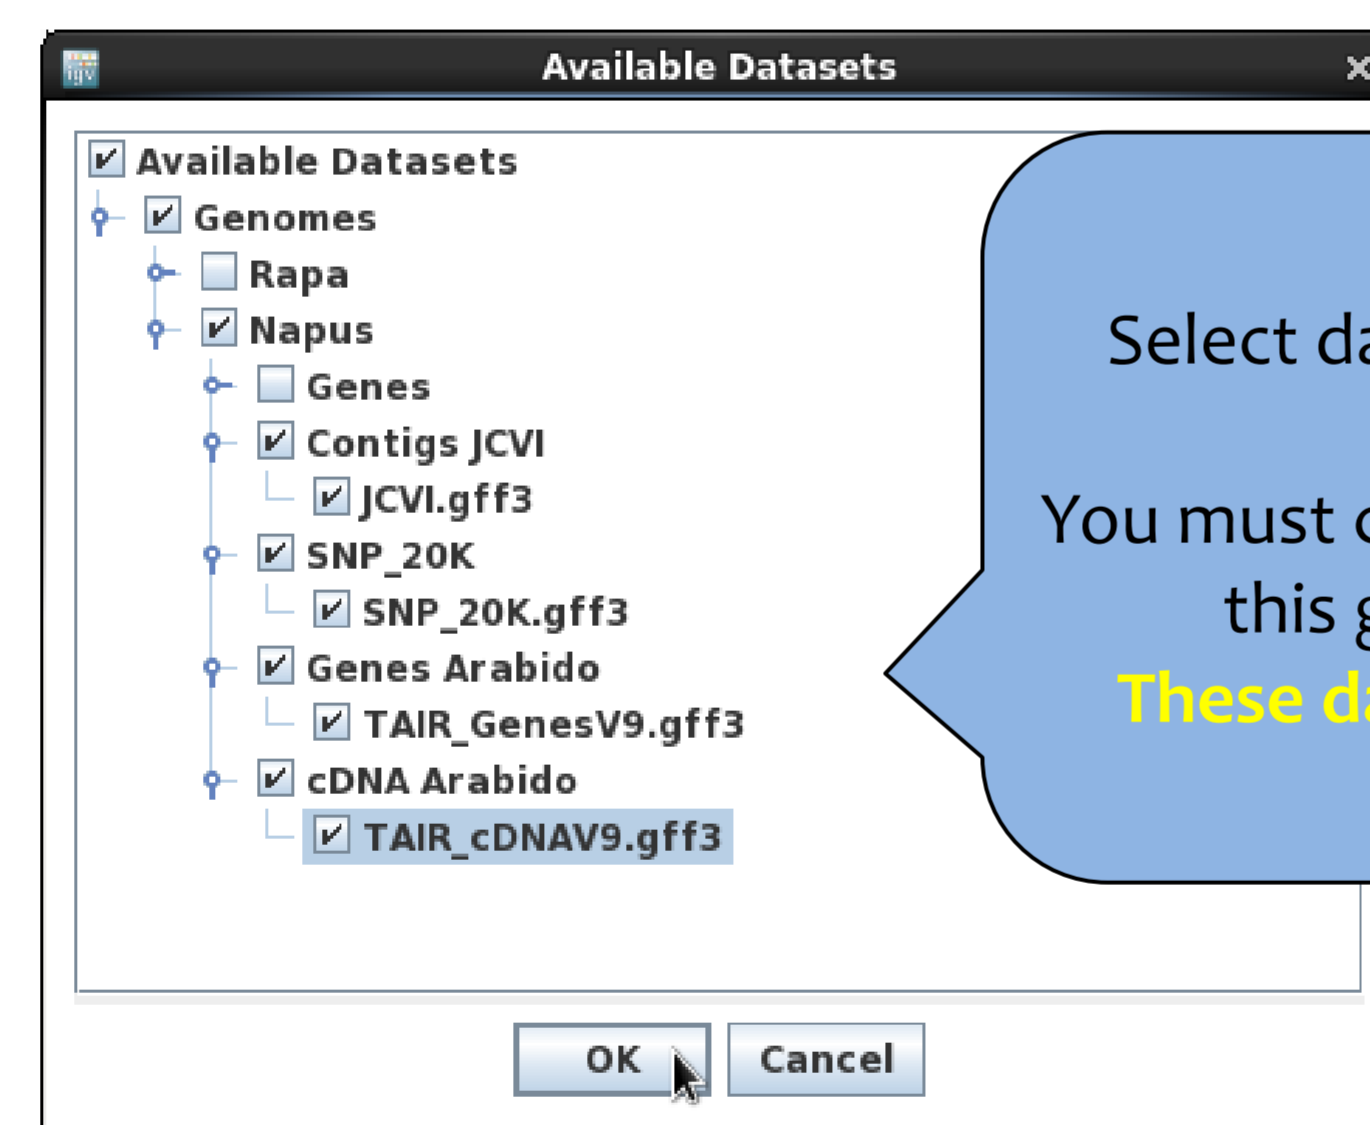 igv
Available Datasets
Available Datasets
Genomes
Rapa
Napus
Genes
Contigs JCVI
JCVI.gff3
SNP_20K
SNP_20K.gff3
Genes Arabido
TAIR_GenesV9.gff3
cDNA Arabido
TAIR_cDNAV9.gff3
Select
You must
this
These
OK
Cancel